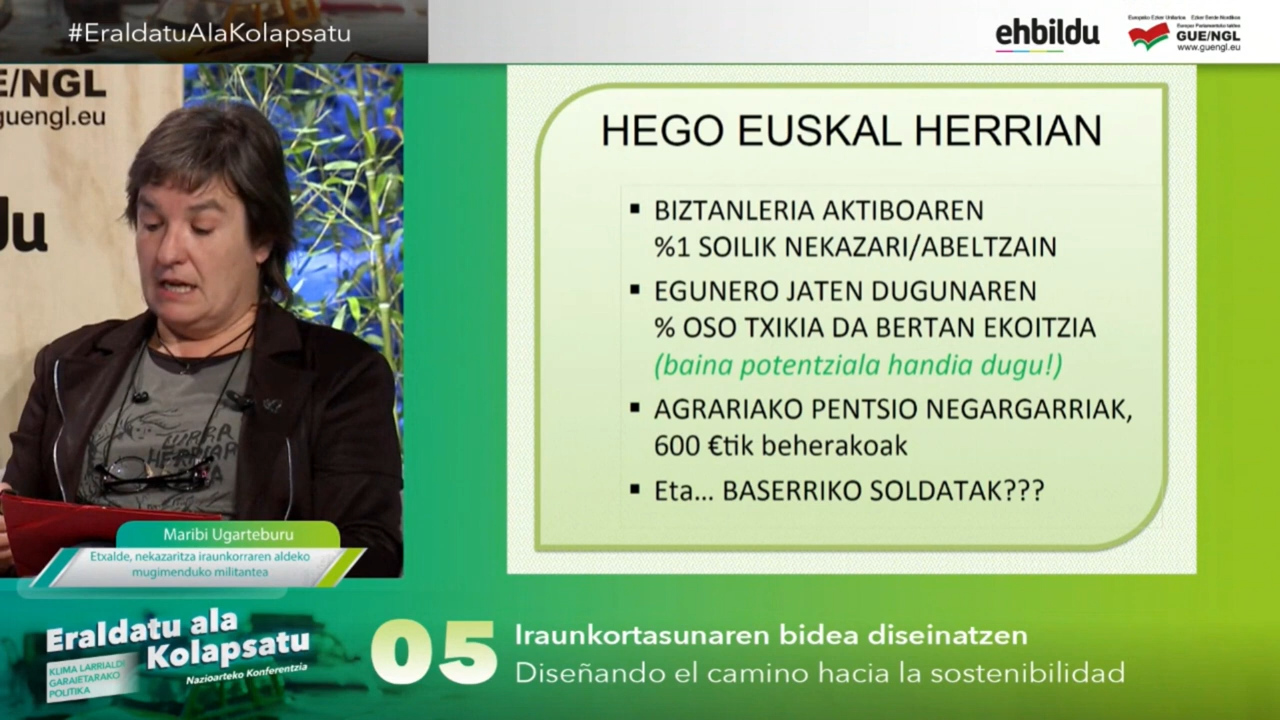 #EraldatuAlaKolapsatu
ehbildu
GUE/NGL
www.guengl.eu
E/NGL
guengl.eu
du
HEGO EUSKAL HERRIAN
▪ BIZTANLERIA AKTIBOAREN
%1 SOILIK NEKAZARI/ABELTZAIN
▪ EGUNERO JATEN DUGUNAREN
% OSO TXIKIA DA BERTAN EKOITZIA
(baina potentziala handia dugu!)
▪ AGRARIAKO PENTSIO NEGARGARRIAK,
600 €tik beherakoak
▪ Eta... BASERRIKO SOLDATAK???
LURRA
HERRIAR
Maribi Ugarteburu
Etxalde, nekazaritza iraunkorraren aldeko
mugimenduko militantea
Eraldatu ala
Kolapsatu
KLIMA LARRIALDI
GARAIETARAKO
POLITIKA
Nazioarteko Konferentzia
05
Iraunkortasunaren bidea diseinatzen
Diseñando el camino hacia la sostenibilidad